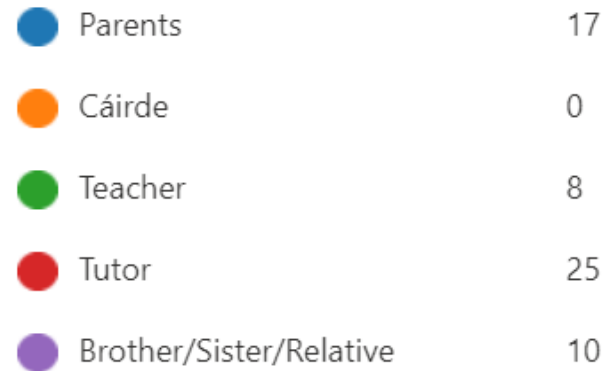 Parents 17
Cáirde 0
Teacher 8
Tutor 25
Brother/Sister/Relative 10